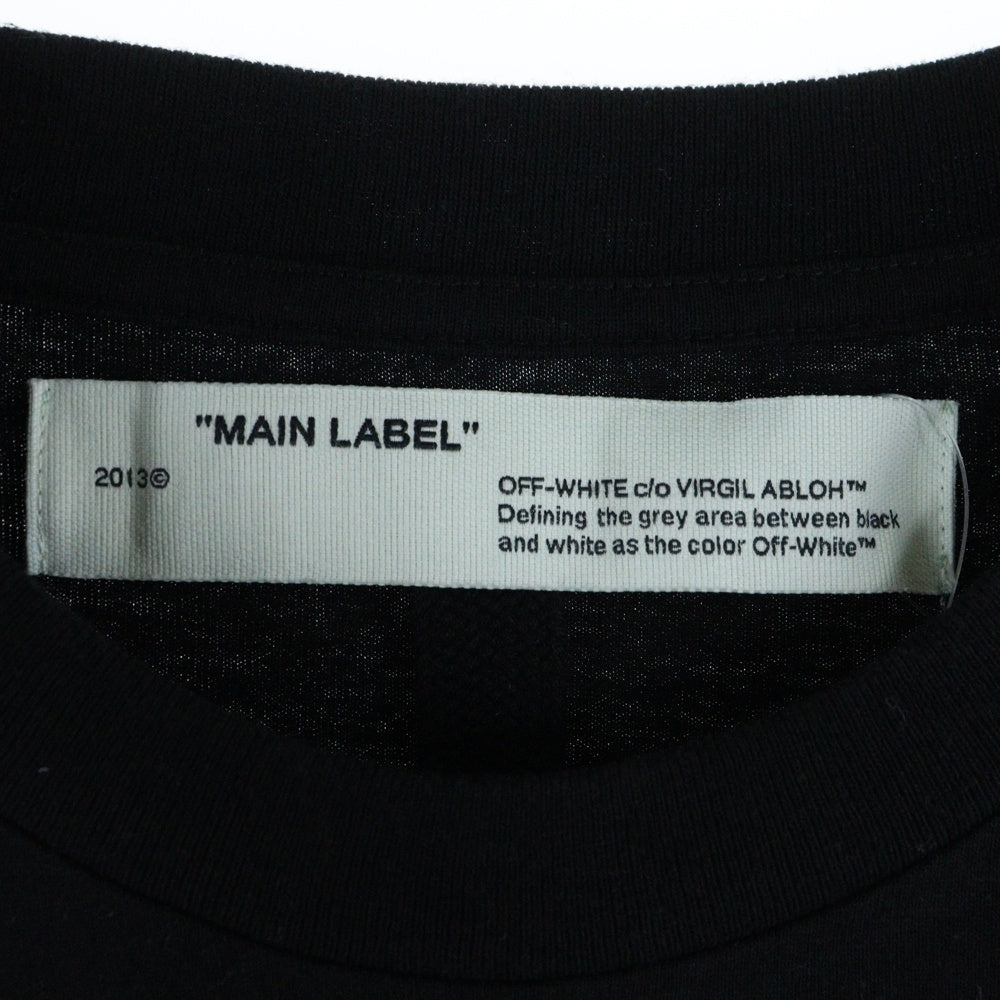 "MAIN LABEL"
2013©
OFF-WHITE c/o VIRGIL ABLOH™
Defining the grey area between black
and white as the color Off-White™